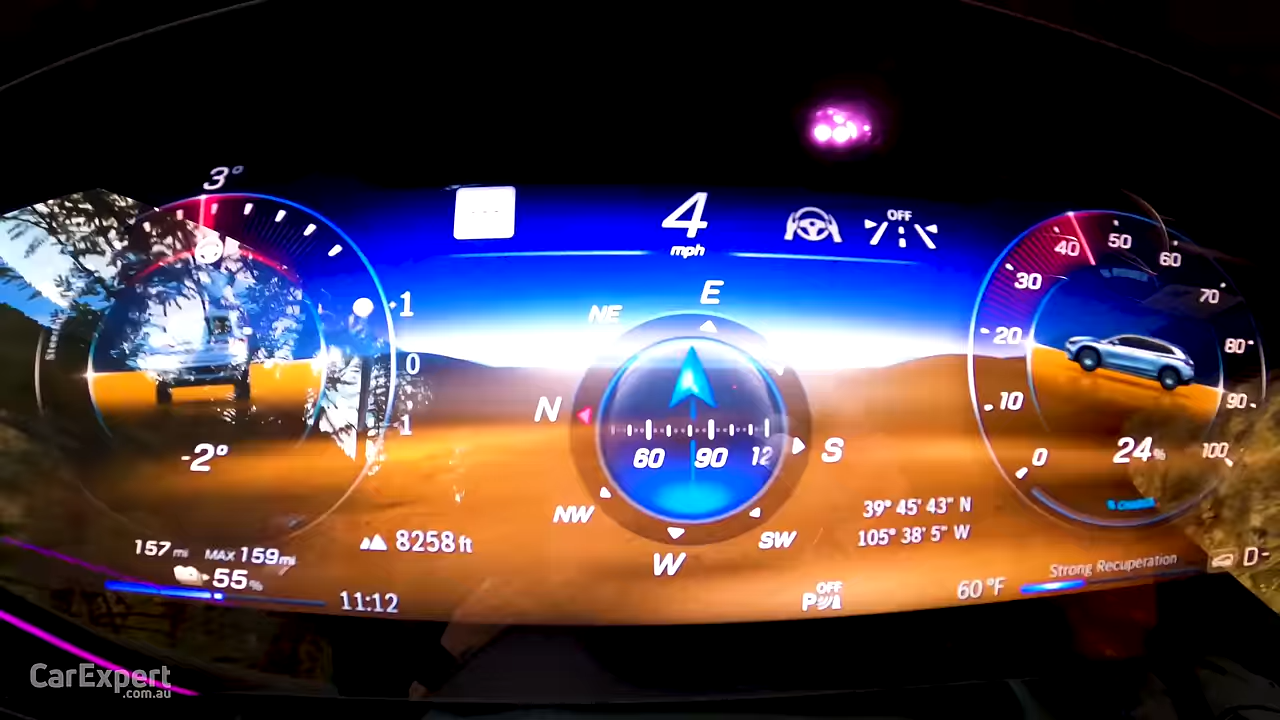 3°
4
mph
OFF
+1
0
-1
-2°
E
NE
N
NW
W
SW
S
60 90 12
0
10
20
30
40
50
60
70
80
90
100
% POWER
24%
39° 45' 43" N
105° 38' 5" W
8258 ft
157 mi MAX 159 mi
55 %
11:12
OFF
P
60 °F
Strong Recuperation
D-
CarExpert
.com.au